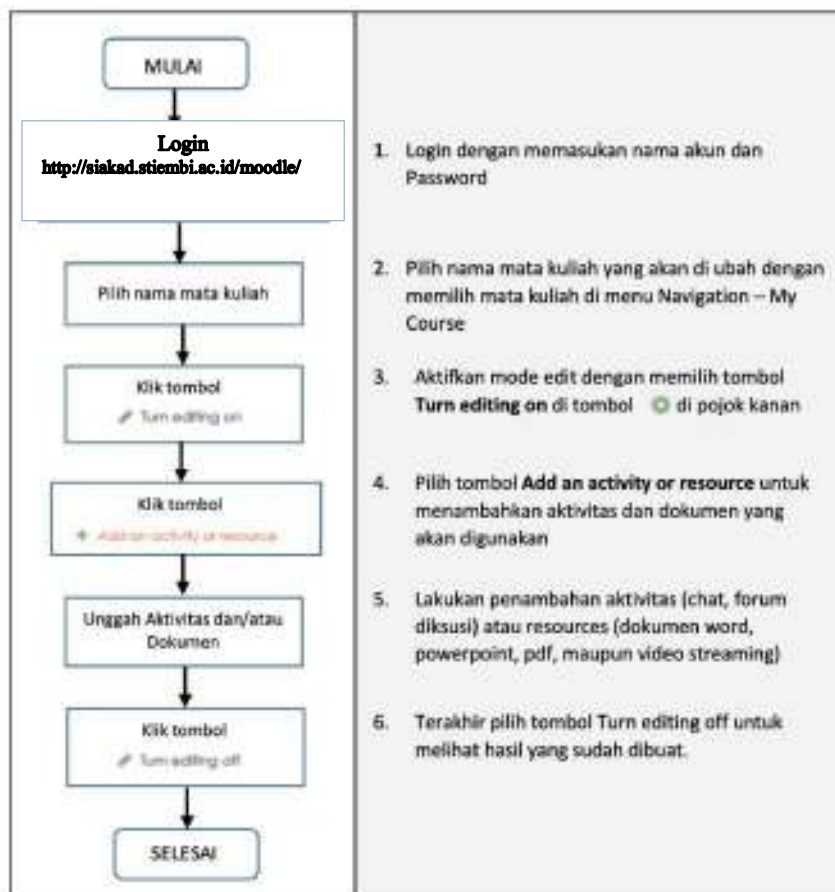 MULAI
Login
http://siakad.stiembi.ac.id/moodle/
Pilih nama mata kuliah
Klik tombol
Turn editing on
Klik tombol
Add an activity or resource
Unggah Aktivitas dan/atau
Dokumen
Klik tombol
Turn editing off
SELESAI
1. Login dengan memasukan nama akun dan
Password
2. Pilih nama mata kuliah yang akan di ubah dengan
memilih mata kuliah di menu Navigation – My
Course
3. Aktifkan mode edit dengan memilih tombol
Turn editing on di tombol di pojok kanan
4. Pilih tombol Add an activity or resource untuk
menambahkan aktivitas dan dokumen yang
akan digunakan
5. Lakukan penambahan aktivitas (chat, forum
diksusi) atau resources (dokumen word,
powerpoint, pdf, maupun video streaming)
6. Terakhir pilih tombol Turn editing off untuk
melihat hasil yang sudah dibuat.